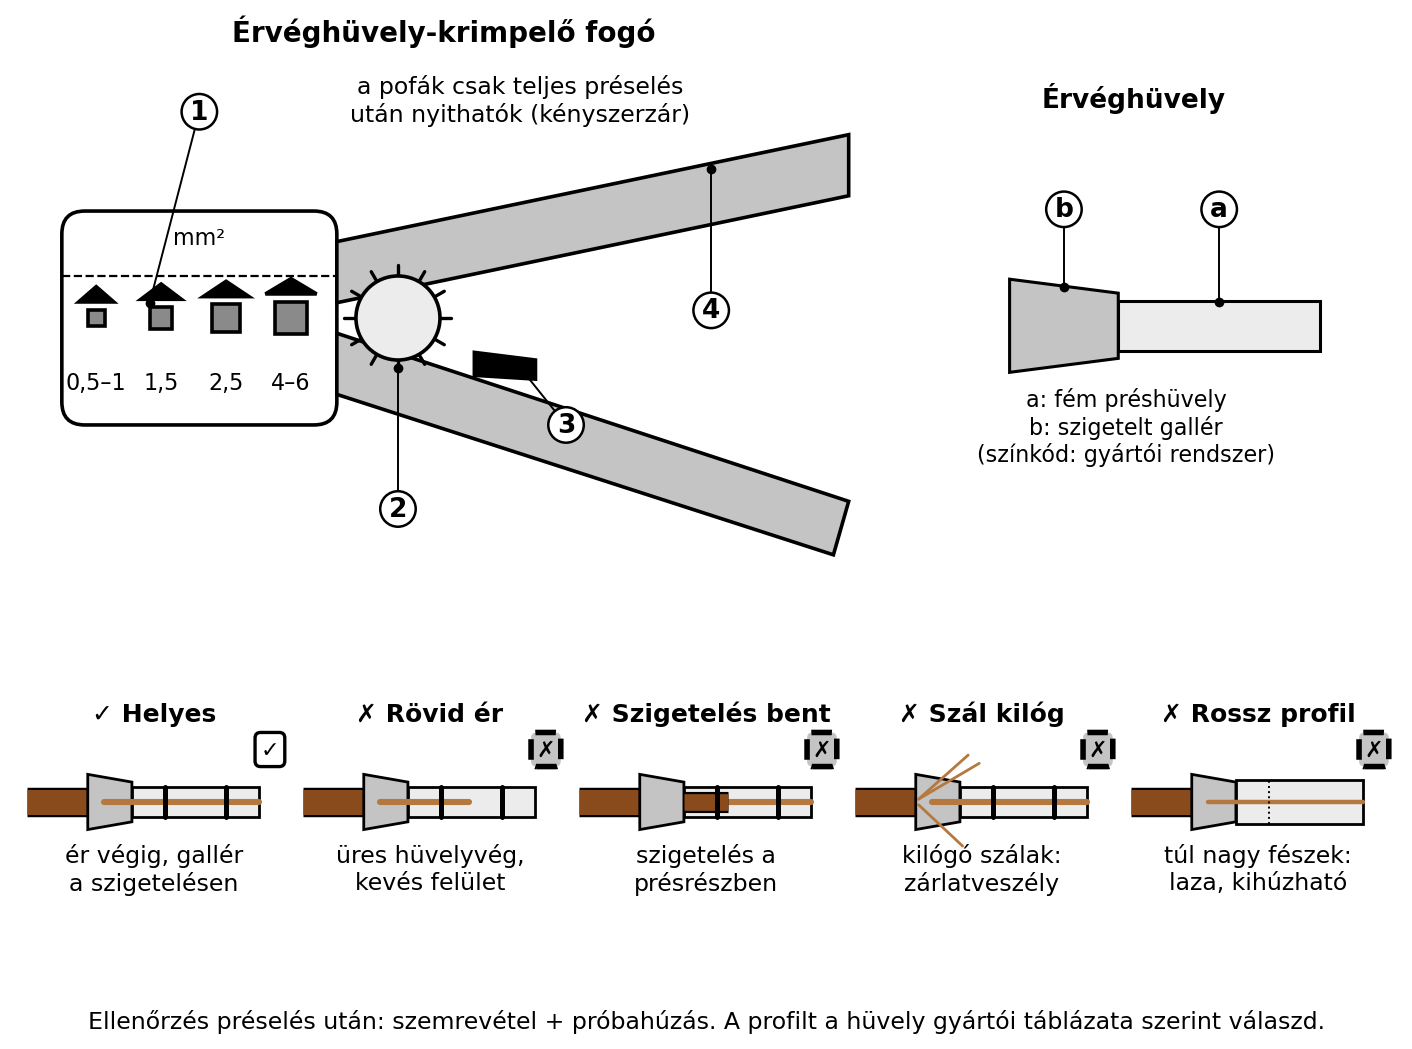 Érvéghüvely-krimpelő fogó
a pofák csak teljes préselés
után nyithatók (kényszerzár)
Érvéghüvely
1
b
a
mm²
4
0,5–1 1,5 2,5 4–6
3
2
a: fém préshüvely
b: szigetelt gallér
(színkód: gyártói rendszer)
✓ Helyes
✓
ér végig, gallér
a szigetelésen
✗ Rövid ér
✗
üres hüvelyvég,
kevés felület
✗ Szigetelés bent
✗
szigetelés a
présrészben
✗ Szál kilóg
✗
kilógó szálak:
zárlatveszély
✗ Rossz profil
✗
túl nagy fészek:
laza, kihúzható
Ellenőrzés préselés után: szemrevétel + próbahúzás. A profilt a hüvely gyártói táblázata szerint válaszd.